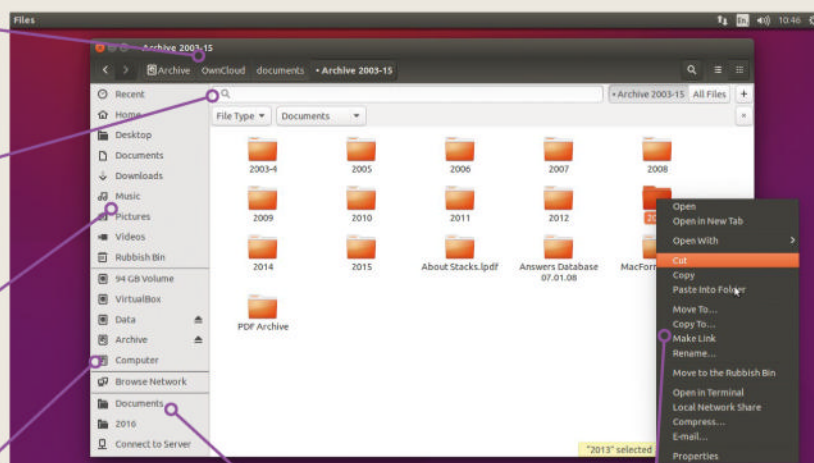 Files
En
10:46
Archive 2003-15
Archive OwnCloud documents • Archive 2003-15
Recent
Home
Desktop
Documents
Downloads
Music
Pictures
Videos
Rubbish Bin
94 GB Volume
VirtualBox
Data
Archive
Computer
Browse Network
Documents
2016
Connect to Server
• Archive 2003-15 All Files +
File Type Documents
2003-4 2005 2006 2007 2008
2009 2010 2011 2012
2014 2015 About Stacks.lpdf Answers Database
07.01.08
PDF Archive
"2013" selected
Open
Open in New Tab
Open With
Cut
Copy
Paste Into Folder
Move To...
Copy To...
Make Link
Rename...
Move to the Rubbish Bin
Open in Terminal
Local Network Share
Compress...
E-mail...
Properties